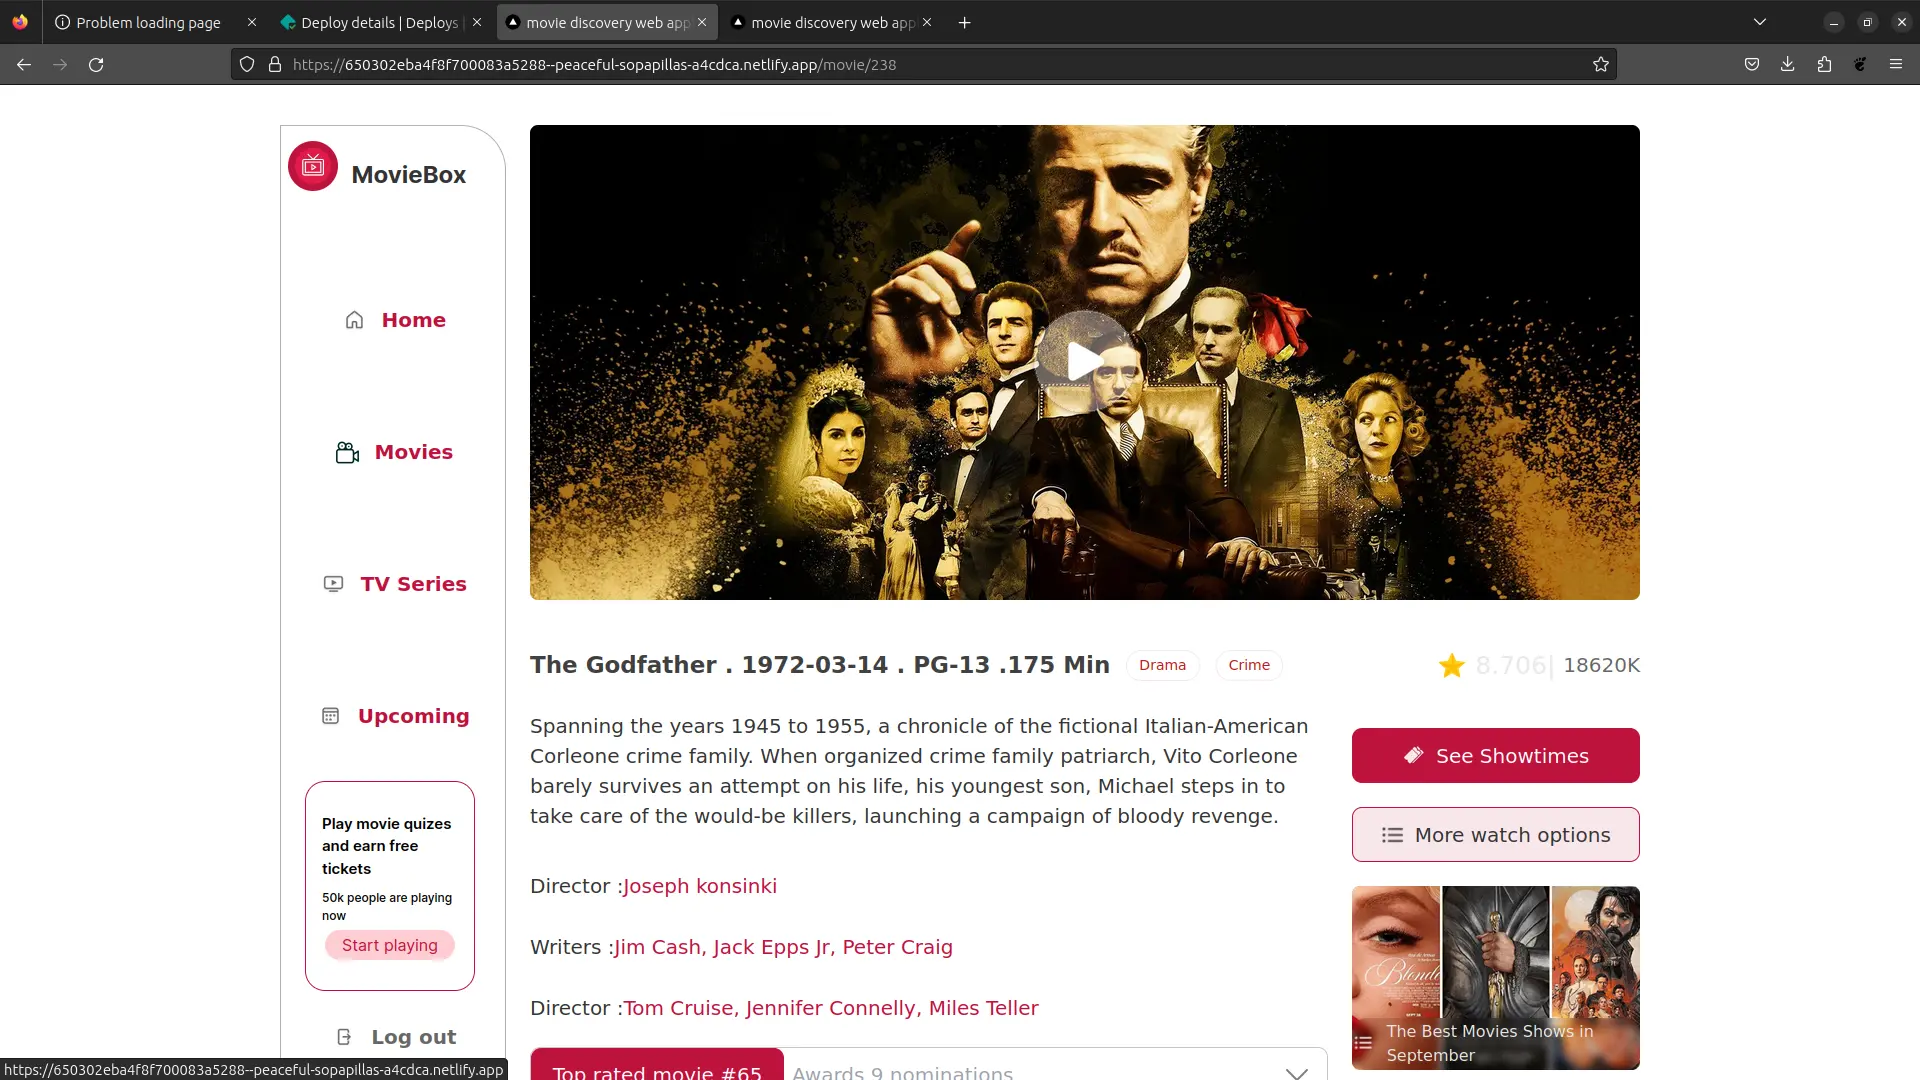 Problem loading page
Deploy details | Deploys
movie discovery web app
movie discovery web app
https://650302eba4f8f700083a5288--peaceful-sopapillas-a4cdca.netlify.app/movie/238
MovieBox
Home
Movies
TV Series
Upcoming
Play movie quizes
and earn free
tickets
50k people are playing
now
Start playing
Log out
The Godfather . 1972-03-14 . PG-13 .175 Min
Drama
Crime
8.706| 18620K
Spanning the years 1945 to 1955, a chronicle of the fictional Italian-American
Corleone crime family. When organized crime family patriarch, Vito Corleone
barely survives an attempt on his life, his youngest son, Michael steps in to
take care of the would-be killers, launching a campaign of bloody revenge.
Director :Joseph konsinki
Writers :Jim Cash, Jack Epps Jr, Peter Craig
Director :Tom Cruise, Jennifer Connelly, Miles Teller
Top rated movie #65
Awards 9 nominations
See Showtimes
More watch options
Blonde
The Best Movies Shows in
September
https://650302eba4f8f700083a5288--peaceful-sopapillas-a4cdca.netlify.app